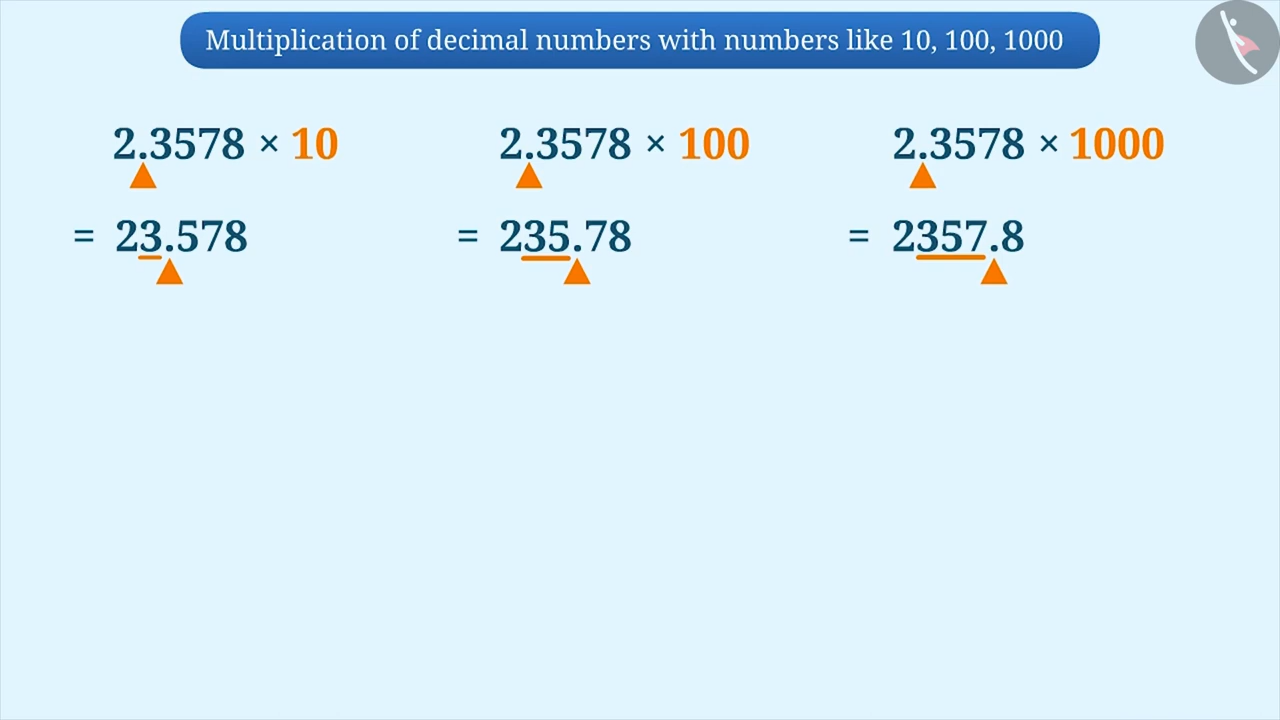 Multiplication of decimal numbers with numbers like 10, 100, 1000
2.3578 × 10
2.3578 × 100
2.3578 × 1000
= 23.578
= 235.78
= 2357.8